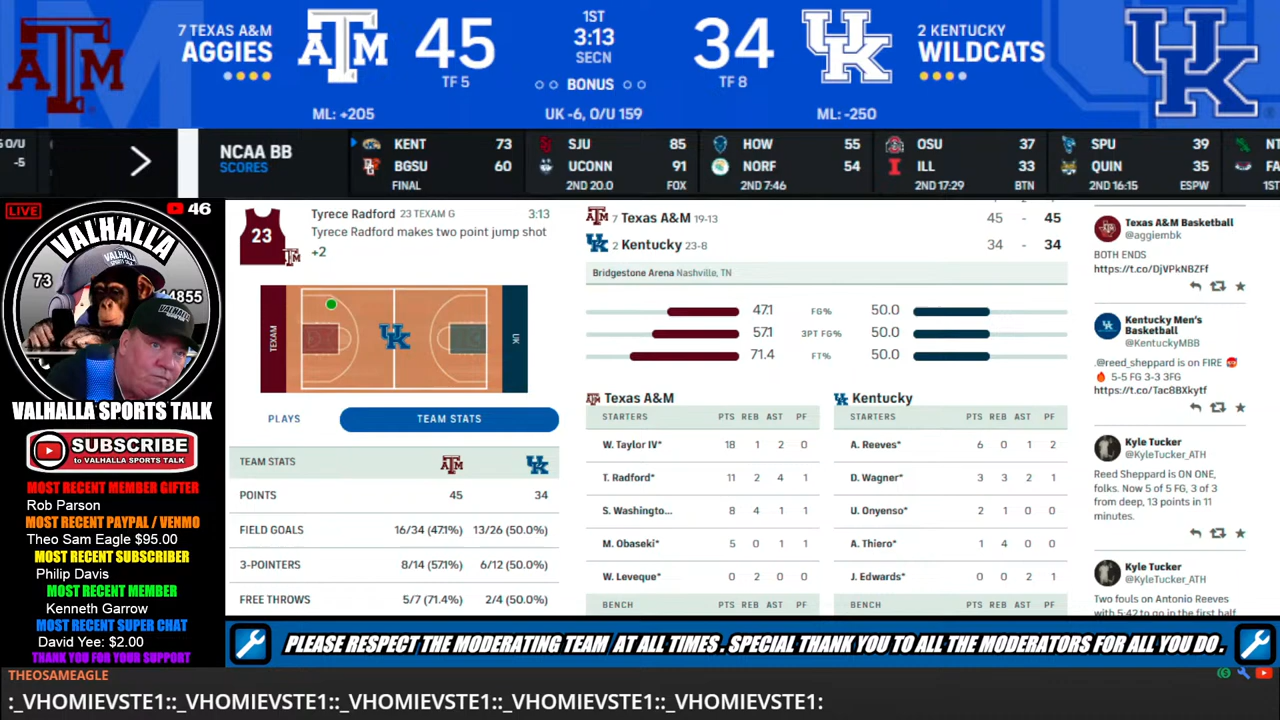 7 TEXAS A&M
AGGIES
45
TF 5
ML: +205
1ST
3:13
SECN
BONUS
UK -6, O/U 159
34
TF 8
2 KENTUCKY
WILDCATS
ML: -250
-5
NCAA BB
SCORES
KENT 73
BGSU 60
FINAL
SJU 85
UCONN 91
2ND 20.0 FOX
HOW 55
NORF 54
2ND 7:46
OSU 37
ILL 33
2ND 17:29 BTN
SPU 39
QUIN 35
2ND 16:15 ESPW
NT
FA
1ST
LIVE
46
VALHALLA
73
44855
VALHALLA SPORTS TALK
SUBSCRIBE
to VALHALLA SPORTS TALK
MOST RECENT MEMBER GIFTER
Rob Parson
MOST RECENT PAYPAL / VENMO
Theo Sam Eagle $95.00
MOST RECENT SUBSCRIBER
Philip Davis
MOST RECENT MEMBER
Kenneth Garrow
MOST RECENT SUPER CHAT
David Yee: $2.00
THANK YOU FOR YOUR SUPPORT
23
Tyrece Radford 23 TEXAM G 3:13
Tyrece Radford makes two point jump shot
+2
TEXAM
UK
PLAYS
TEAM STATS
TEAM STATS
POINTS 45 34
FIELD GOALS 16/34 (47.1%) 13/26 (50.0%)
3-POINTERS 8/14 (57.1%) 6/12 (50.0%)
FREE THROWS 5/7 (71.4%) 2/4 (50.0%)
7 Texas A&M 19-13 45 - 45
2 Kentucky 23-8 34 - 34
Bridgestone Arena Nashville, TN
47.1 FG% 50.0
57.1 3PT FG% 50.0
71.4 FT% 50.0
Texas A&M
STARTERS PTS REB AST PF
W. Taylor IV* 18 1 2 0
T. Radford* 11 2 4 1
S. Washingto... 8 4 1 1
M. Obaseki* 5 0 1 1
W. Leveque* 0 2 0 0
BENCH PTS REB AST PF
Kentucky
STARTERS PTS REB AST PF
A. Reeves* 6 0 1 2
D. Wagner* 3 3 2 1
U. Onyenso* 2 1 0 0
A. Thiero* 1 4 0 0
J. Edwards* 0 0 2 1
BENCH PTS REB AST PF
Texas A&M Basketball
@aggiembk
BOTH ENDS
https://t.co/DjVPkNBZFf
Kentucky Men's
Basketball
@KentuckyMBB
.@reed_sheppard is on FIRE
5-5 FG 3-3 3FG
https://t.co/Tac8BXkytf
Kyle Tucker
@KyleTucker_ATH
Reed Sheppard is ON ONE,
folks. Now 5 of 5 FG, 3 of 3
from deep, 13 points in 11
minutes.
Kyle Tucker
@KyleTucker_ATH
Two fouls on Antonio Reeves
with 5:42 to go in the first half
PLEASE RESPECT THE MODERATING TEAM AT ALL TIMES . SPECIAL THANK YOU TO ALL THE MODERATORS FOR ALL YOU DO .
THEOSAMEAGLE
:_VHOMIEVSTE1::_VHOMIEVSTE1::_VHOMIEVSTE1::_VHOMIEVSTE1::_VHOMIEVSTE1: